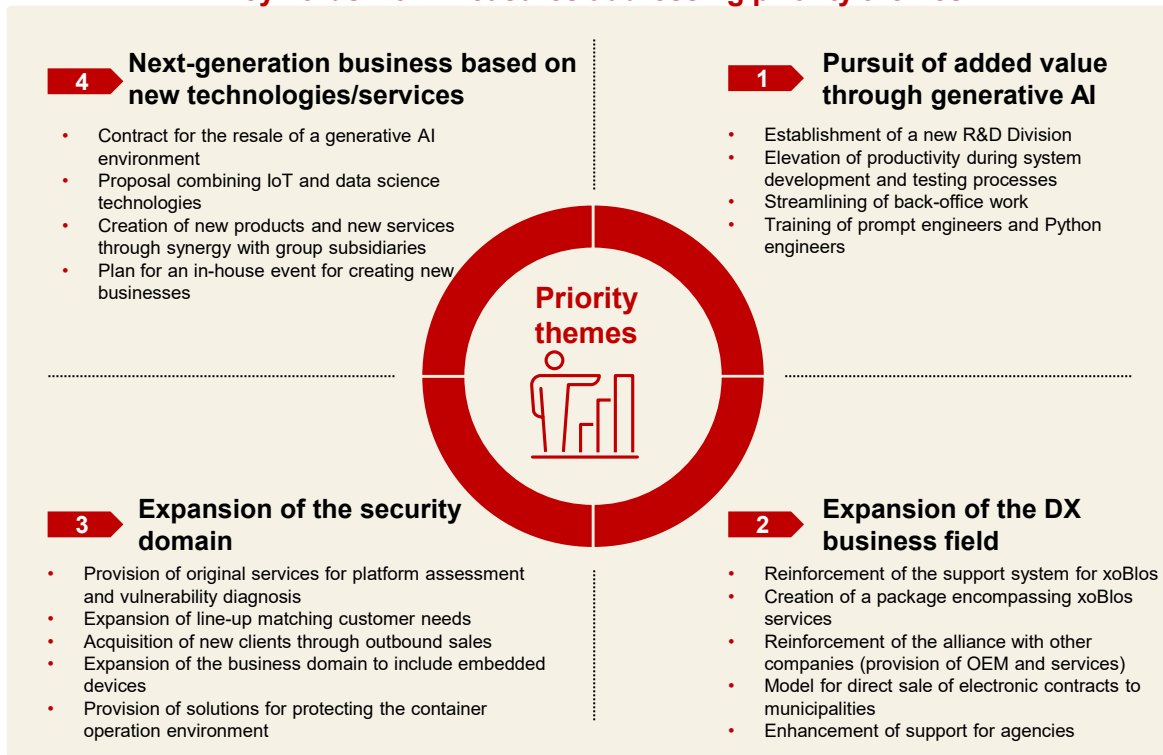 addressing priority themes
4
Next-generation business based on
new technologies/services
• Contract for the resale of a generative AI
environment
• Proposal combining IoT and data science
technologies
• Creation of new products and new services
through synergy with group subsidiaries
• Plan for an in-house event for creating new
businesses
1
Pursuit of added value
through generative AI
• Establishment of a new R&D Division
• Elevation of productivity during system
development and testing processes
• Streamlining of back-office work
• Training of prompt engineers and Python
engineers
Priority
themes
3
Expansion of the security
domain
• Provision of original services for platform assessment
and vulnerability diagnosis
• Expansion of line-up matching customer needs
• Acquisition of new clients through outbound sales
• Expansion of the business domain to include embedded
devices
• Provision of solutions for protecting the container
operation environment
2
Expansion of the DX
business field
• Reinforcement of the support system for xoBlos
• Creation of a package encompassing xoBlos
services
• Reinforcement of the alliance with other
companies (provision of OEM and services)
• Model for direct sale of electronic contracts to
municipalities
• Enhancement of support for agencies